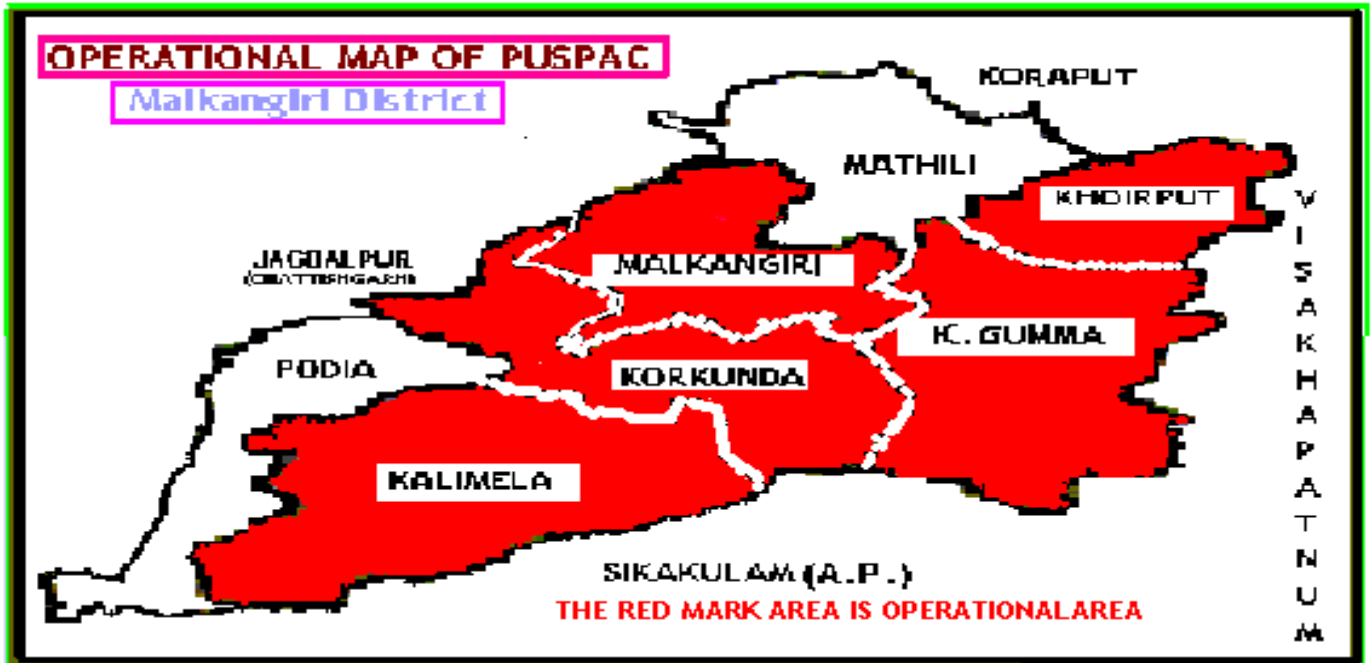 OPERATIONAL MAP OF PUSPAC
Malkangiri District
KORAPUT
MATHILI
KHOIRPUT
JAGDALPUR
(CHATTISHGARH)
MALKANGIRI
K. GUMMA
PODIA
KORKUNDA
KALIMELA
VISAKHAPATNUM
SIKAKULAM (A.P.)
THE RED MARK AREA IS OPERATIONALAREA